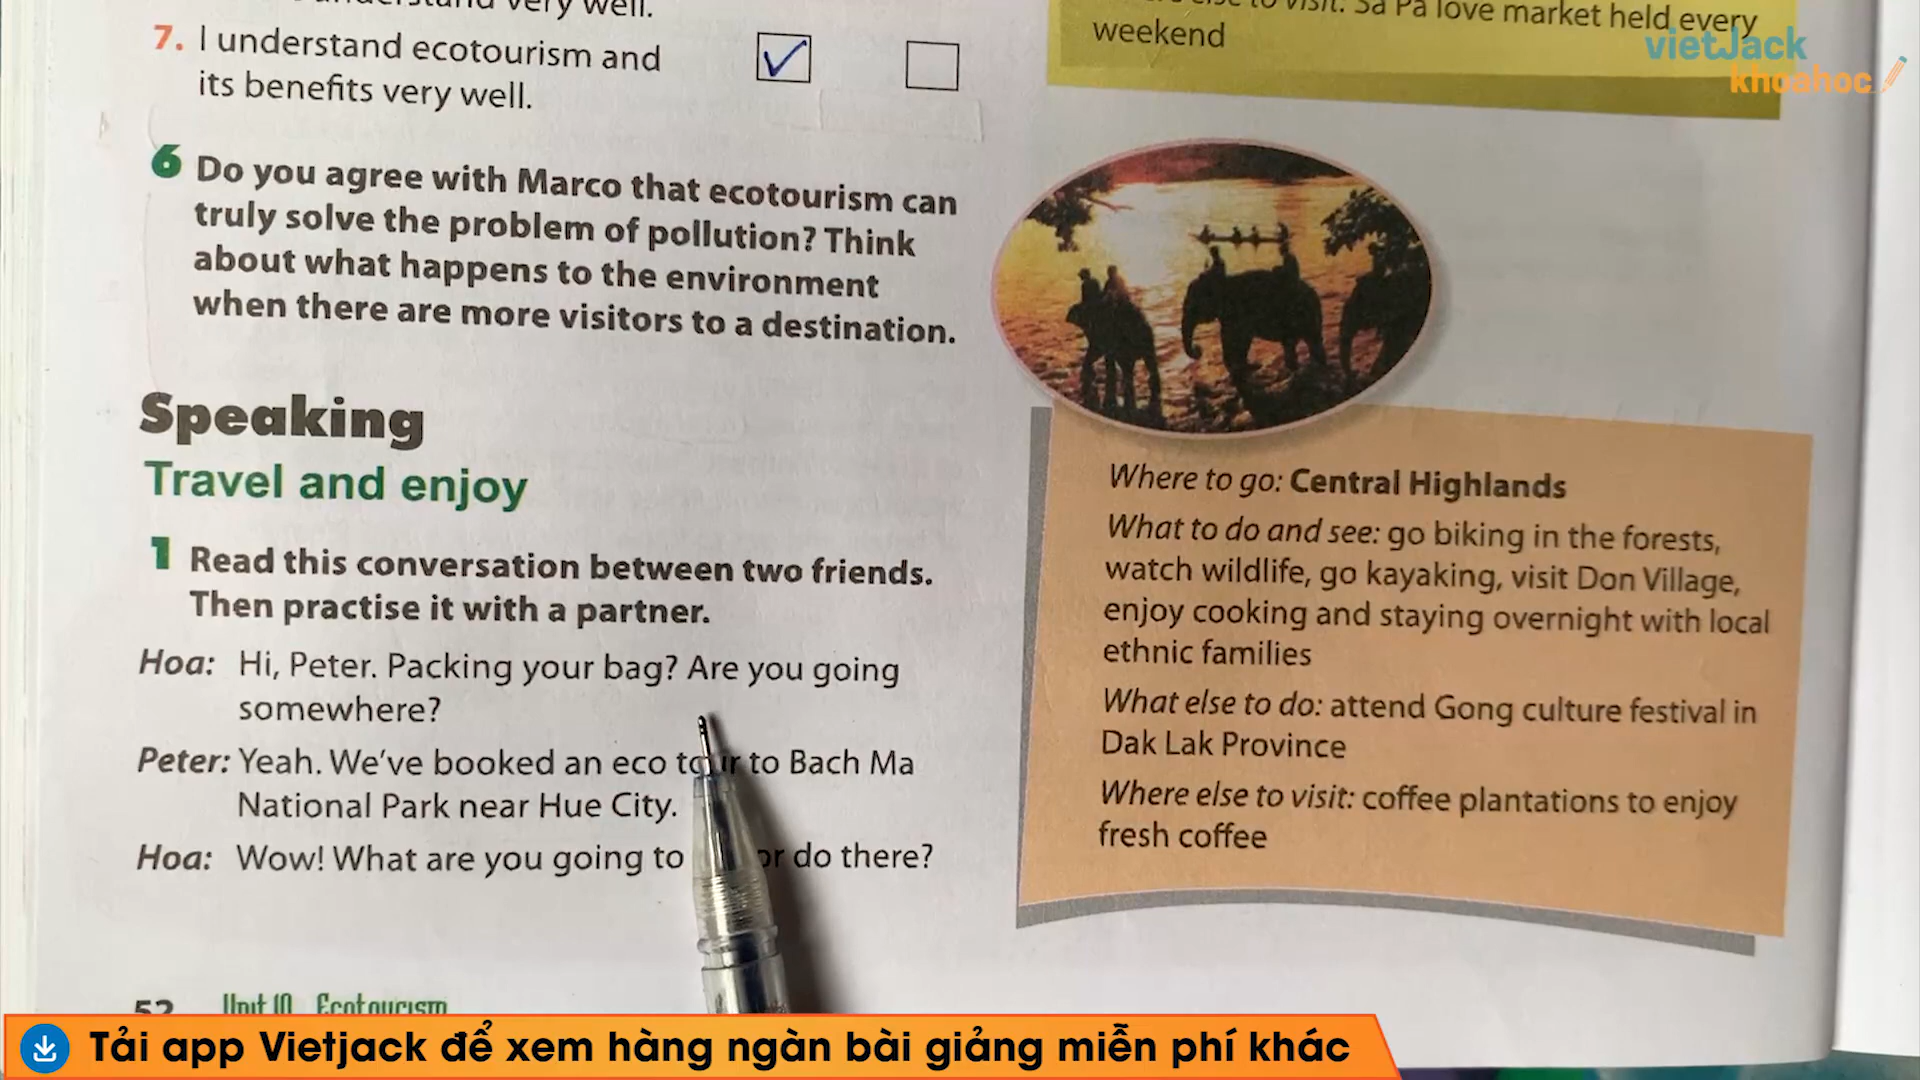 understand very well.
7. I understand ecotourism and
its benefits very well.
6 Do you agree with Marco that ecotourism can
truly solve the problem of pollution? Think
about what happens to the environment
when there are more visitors to a destination.
Speaking
Travel and enjoy
1 Read this conversation between two friends.
Then practise it with a partner.
Hoa: Hi, Peter. Packing your bag? Are you going
somewhere?
Peter: Yeah. We've booked an eco tour to Bach Ma
National Park near Hue City.
Hoa: Wow! What are you going to or do there?
52 Unit 10 Ecotourism
else to visit: Sa Pa love market held every
weekend
vietJack
khoahoc
Where to go: Central Highlands
What to do and see: go biking in the forests,
watch wildlife, go kayaking, visit Don Village,
enjoy cooking and staying overnight with local
ethnic families
What else to do: attend Gong culture festival in
Dak Lak Province
Where else to visit: coffee plantations to enjoy
fresh coffee
Tải app Vietjack để xem hàng ngàn bài giảng miễn phí khác